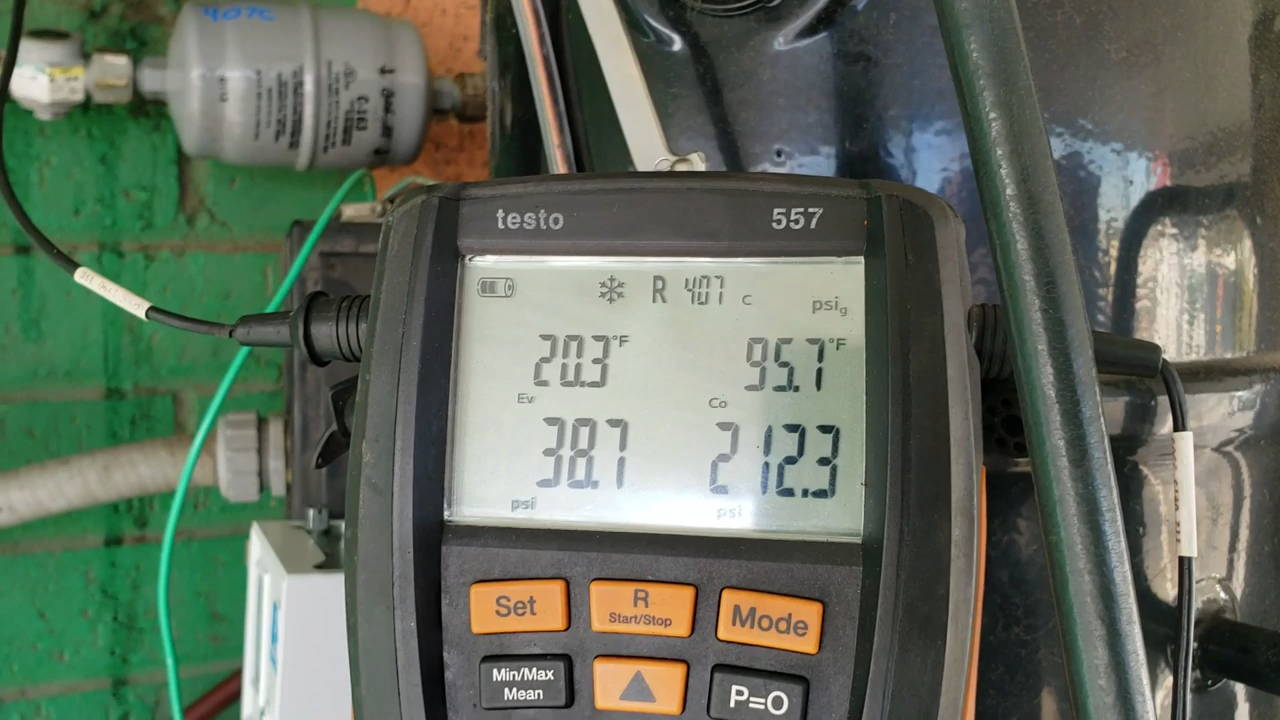 407C
C-163
testo 557
R 407 C psig
20.3°F 95.7°F
Ev Co
38.7 212.3
psi psi
Set
R
Start/Stop
Mode
Min/Max
Mean
▲
P=O